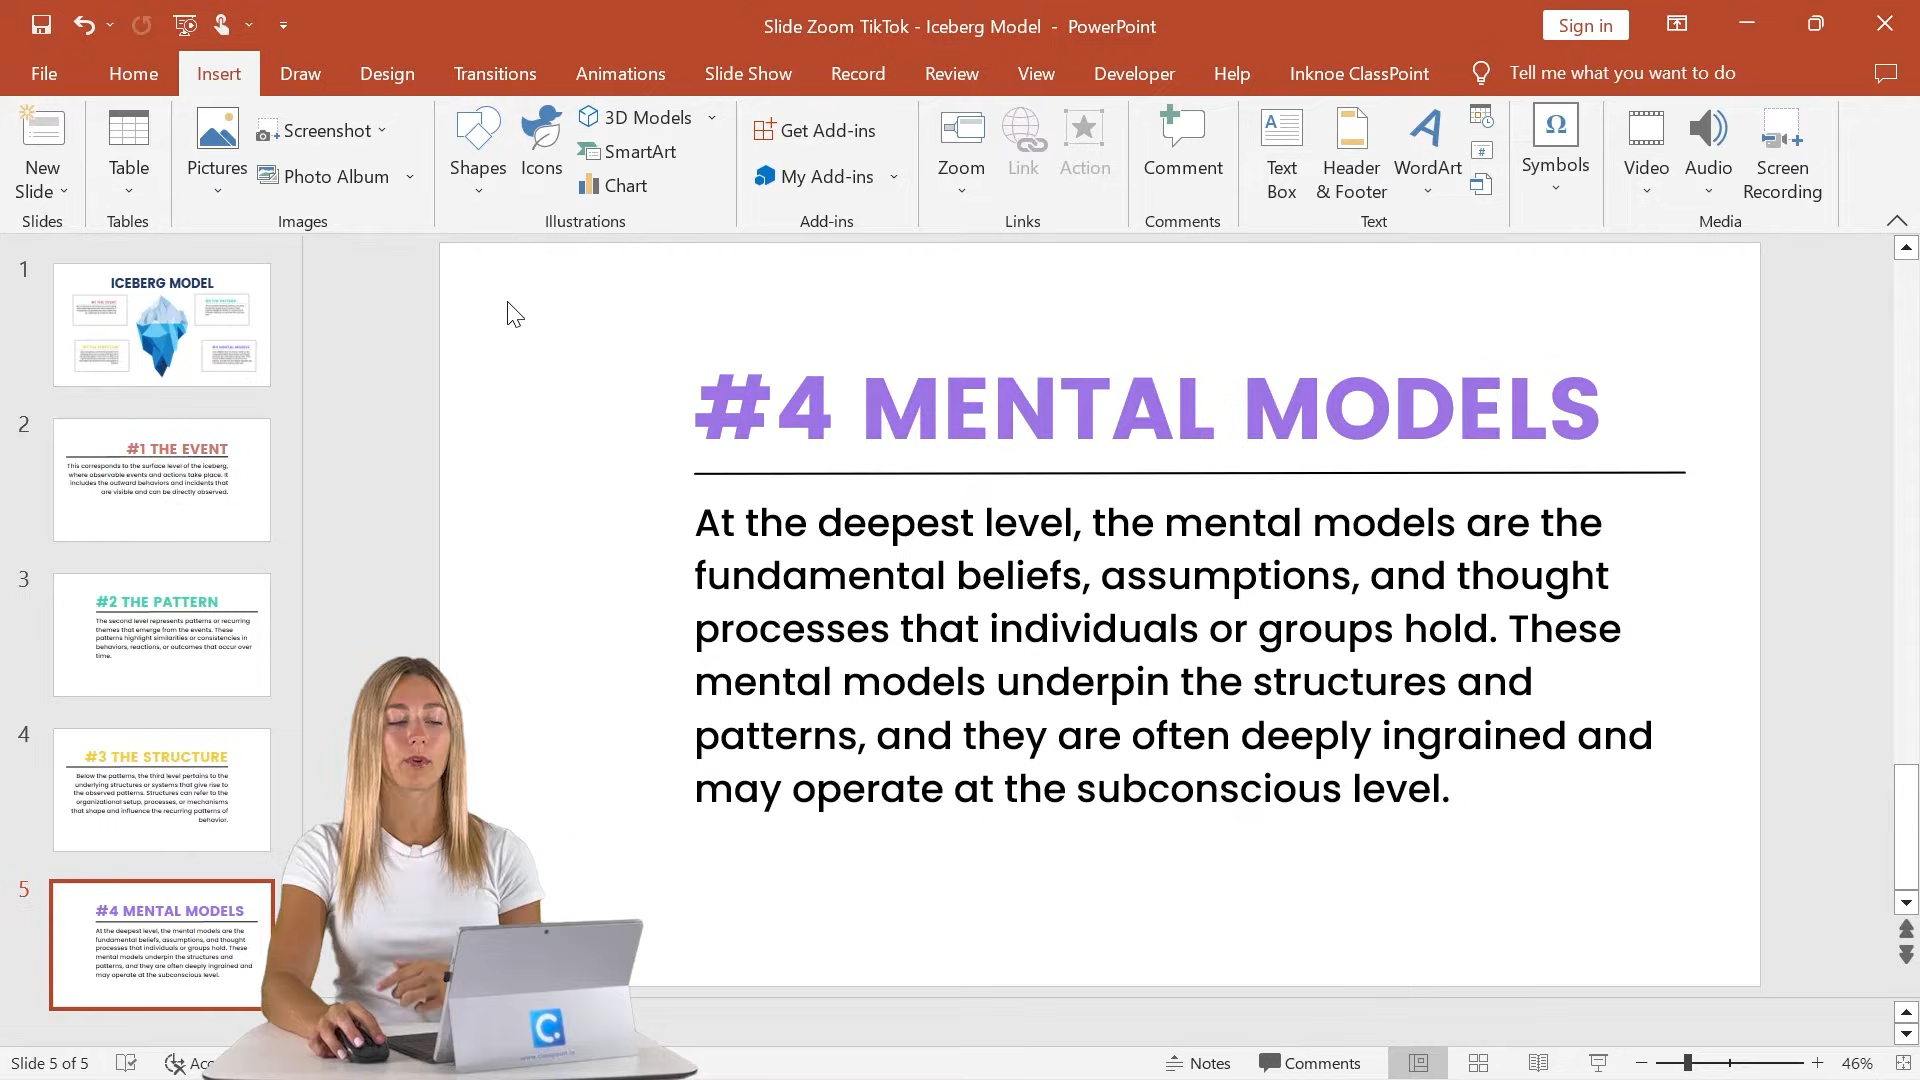 Slide Zoom TikTok - Iceberg Model - PowerPoint
Sign in
File Home Insert Draw Design Transitions Animations Slide Show Record Review View Developer Help Inknoe ClassPoint Tell me what you want to do
New Slide
Table
Pictures
Screenshot
Photo Album
Shapes
Icons
3D Models
SmartArt
Chart
Get Add-ins
My Add-ins
Zoom
Link
Action
Comment
Text Box
Header & Footer
WordArt
Symbols
Video
Audio
Screen Recording
Slides Tables Images Illustrations Add-ins Links Comments Text Media
1
ICEBERG MODEL
2
#1 THE EVENT
This corresponds to the surface level of the iceberg,
where observable events and actions take place. It
includes the outward behaviors and incidents that
are visible and can be directly observed.
3
#2 THE PATTERN
The second level represents patterns or recurring
themes that emerge from the events. These
patterns highlight similarities or consistencies in
behaviors, reactions, or outcomes that occur over
time.
4
#3 THE STRUCTURE
Below the patterns, the third level pertains to the
underlying structures or systems that give rise to
the observed patterns. Structures can refer to the
organizational setup, processes, or mechanisms
that shape and influence the recurring patterns of
behavior.
5
#4 MENTAL MODELS
At the deepest level, the mental models are the
fundamental beliefs, assumptions, and thought
processes that individuals or groups hold. These
mental models underpin the structures and
patterns, and they are often deeply ingrained and
may operate at the subconscious level.
#4 MENTAL MODELS
At the deepest level, the mental models are the
fundamental beliefs, assumptions, and thought
processes that individuals or groups hold. These
mental models underpin the structures and
patterns, and they are often deeply ingrained and
may operate at the subconscious level.
C.
Slide 5 of 5
Notes
Comments
46%